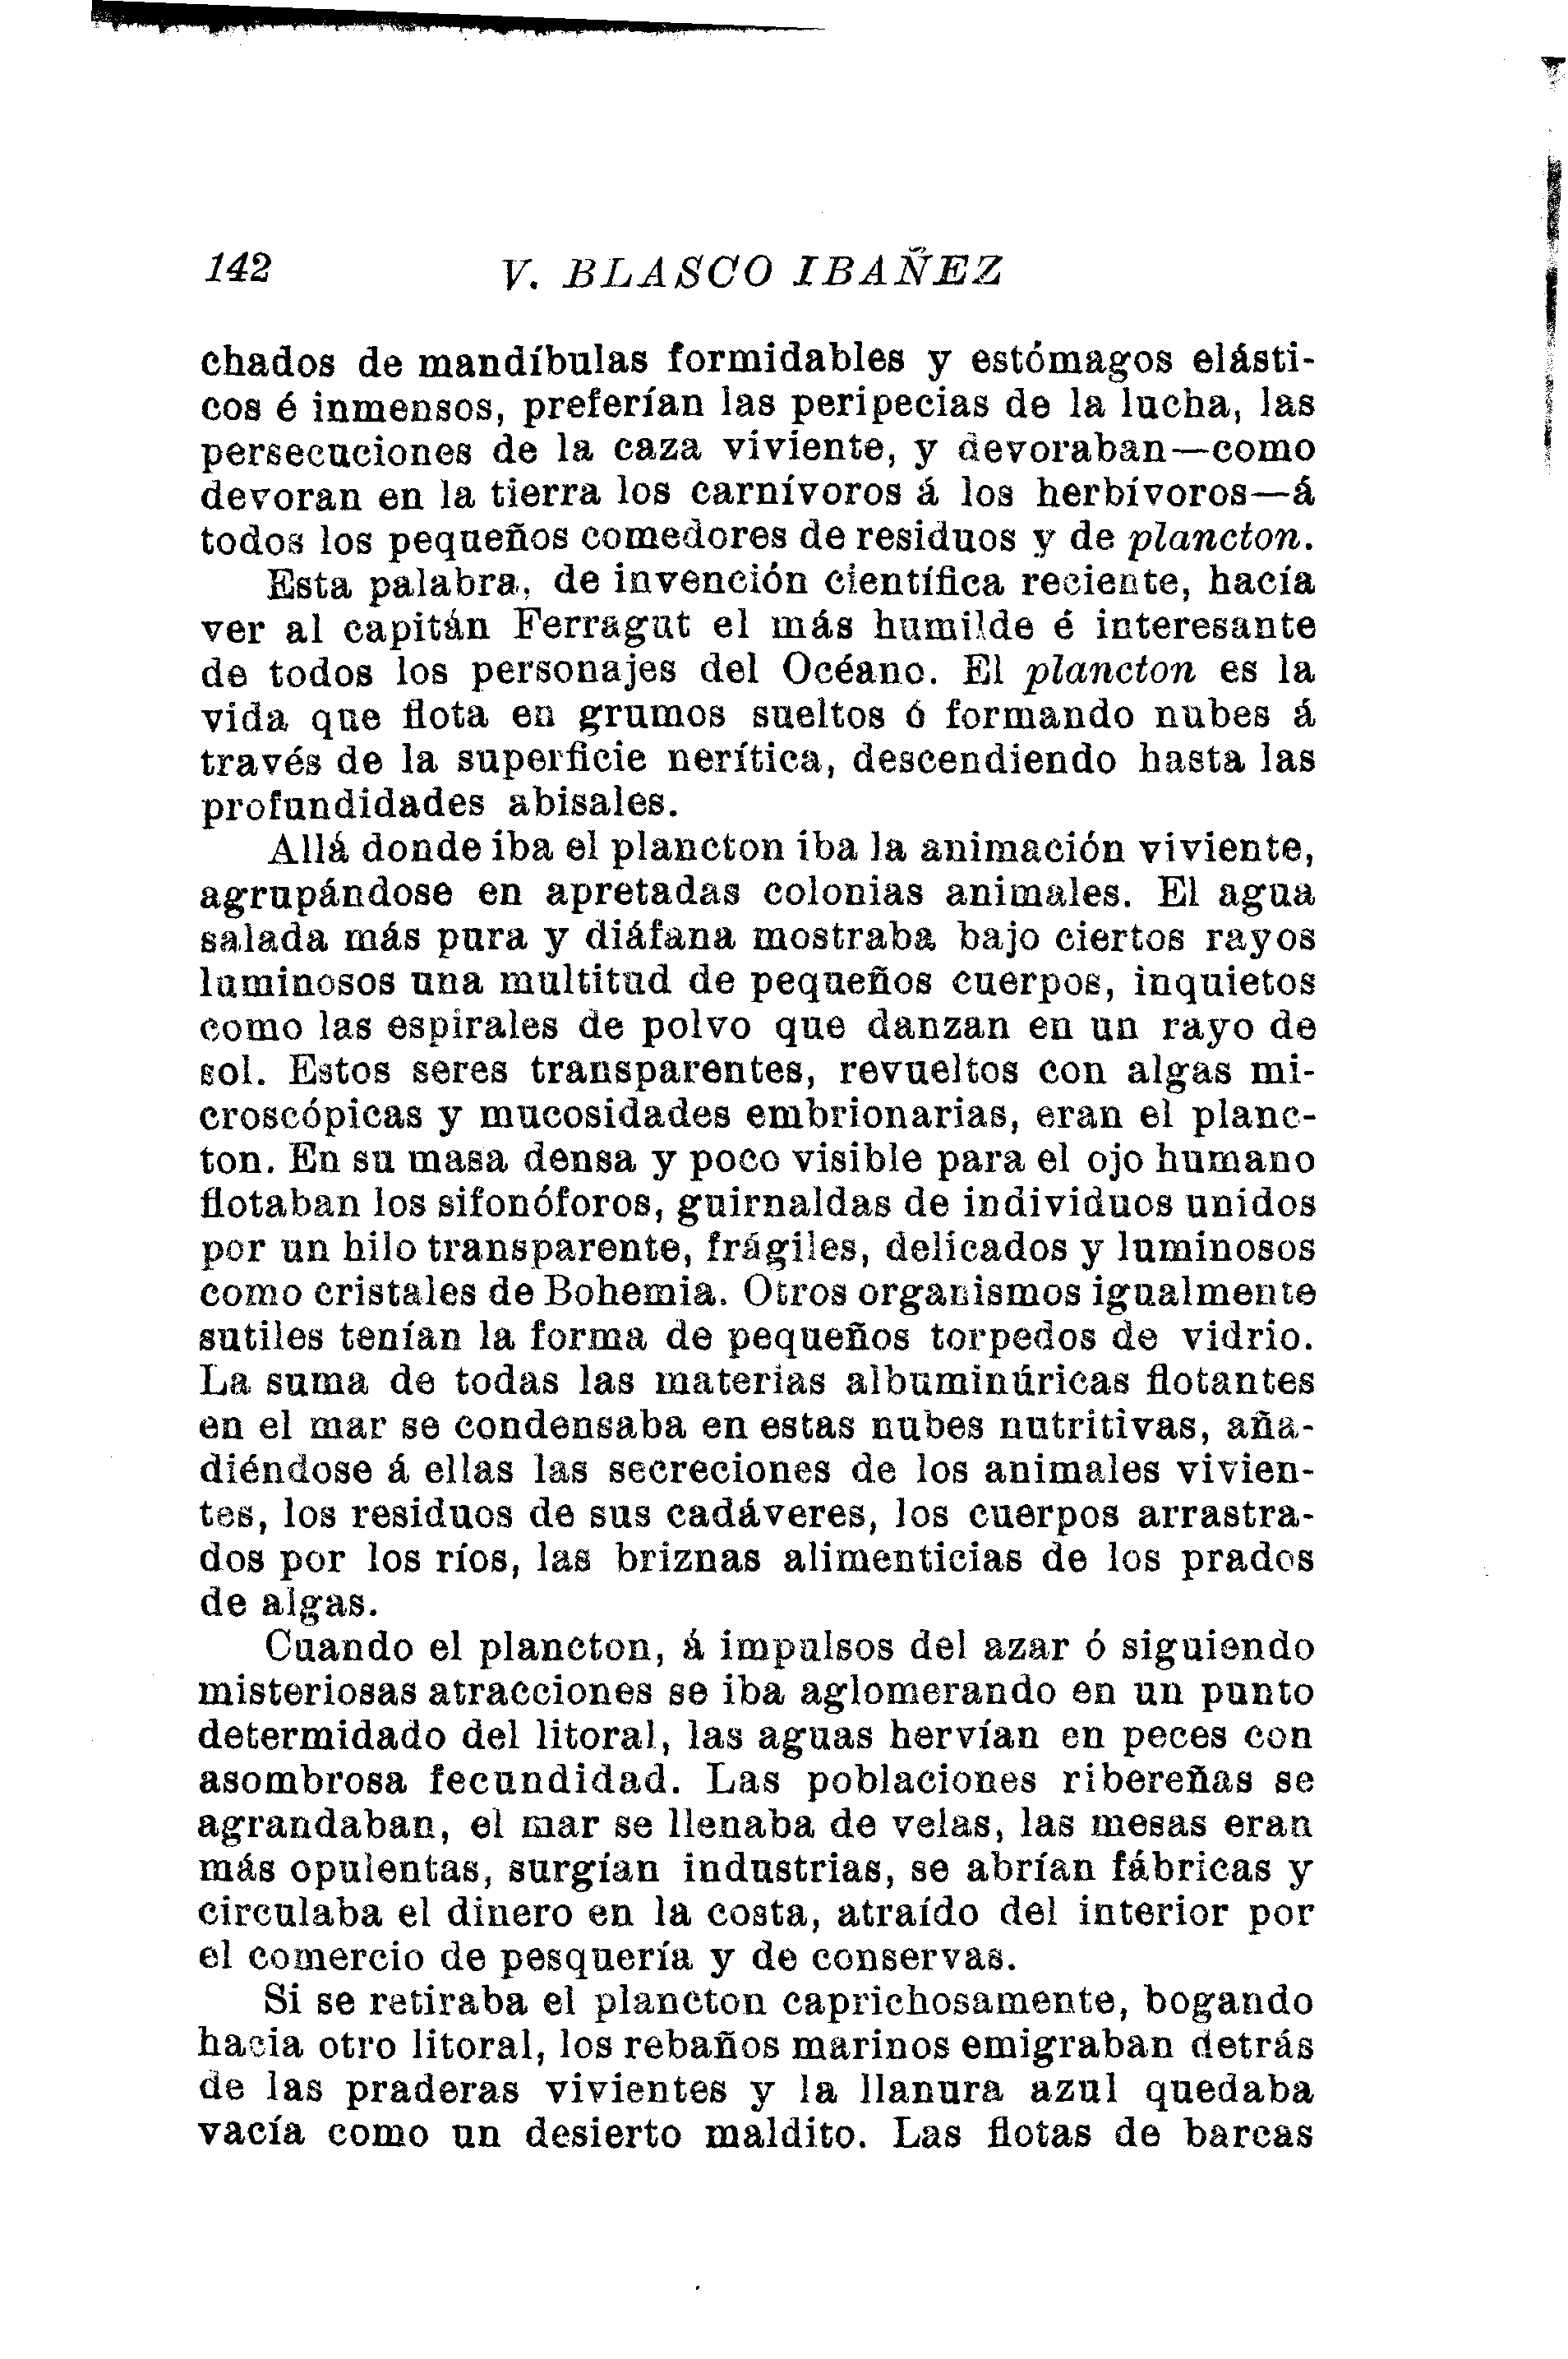 142 V. BLASCO IBAÑEZ
chados de mandíbulas formidables y estómagos elásti-
cos é inmensos, preferían las peripecias de la lucha, las
persecuciones de la caza viviente, y devoraban—como
devoran en la tierra los carnívoros á los herbívoros—á
todos los pequeños comedores de residuos y de plancton.
Esta palabra, de invención científica reciente, hacía
ver al capitán Ferragut el más humilde é interesante
de todos los personajes del Océano. El plancton es la
vida que flota en grumos sueltos ó formando nubes á
través de la superficie nerítica, descendiendo hasta las
profundidades abisales.
Allá donde iba el plancton iba la animación viviente,
agrupándose en apretadas colonias animales. El agua
salada más pura y diáfana mostraba bajo ciertos rayos
luminosos una multitud de pequeños cuerpos, inquietos
como las espirales de polvo que danzan en un rayo de
sol. Estos seres transparentes, revueltos con algas mi-
croscópicas y mucosidades embrionarias, eran el planc-
ton. En su masa densa y poco visible para el ojo humano
flotaban los sifonóforos, guirnaldas de individuos unidos
por un hilo transparente, frágiles, delicados y luminosos
como cristales de Bohemia. Otros organismos igualmente
sutiles tenían la forma de pequeños torpedos de vidrio.
La suma de todas las materias albuminúricas flotantes
en el mar se condensaba en estas nubes nutritivas, aña-
diéndose á ellas las secreciones de los animales vivien-
tes, los residuos de sus cadáveres, los cuerpos arrastra-
dos por los ríos, las briznas alimenticias de los prados
de algas.
Cuando el plancton, á impulsos del azar ó siguiendo
misteriosas atracciones se iba aglomerando en un punto
determidado del litoral, las aguas hervían en peces con
asombrosa fecundidad. Las poblaciones ribereñas se
agrandaban, el mar se llenaba de velas, las mesas eran
más opulentas, surgían industrias, se abrían fábricas y
circulaba el dinero en la costa, atraído del interior por
el comercio de pesquería y de conservas.
Si se retiraba el plancton caprichosamente, bogando
hacia otro litoral, los rebaños marinos emigraban detrás
de las praderas vivientes y la llanura azul quedaba
vacía como un desierto maldito. Las flotas de barcas